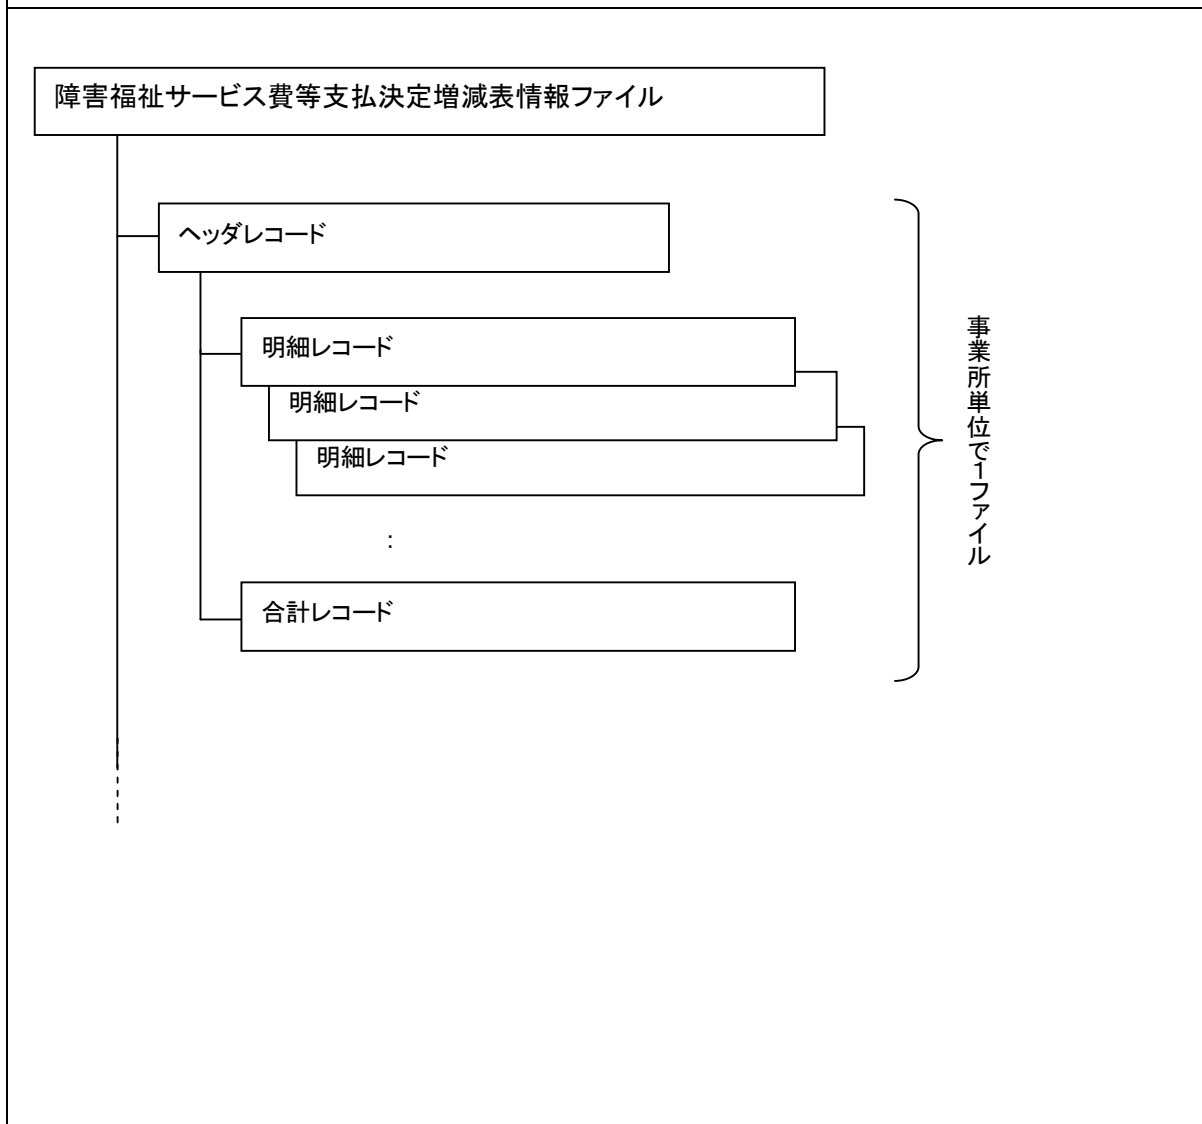 障害福祉サービス費等支払決定増減表情報ファイル
ヘッダレコード
明細レコード
明細レコード
明細レコード
:
合計レコード
事業所単位で1ファイル